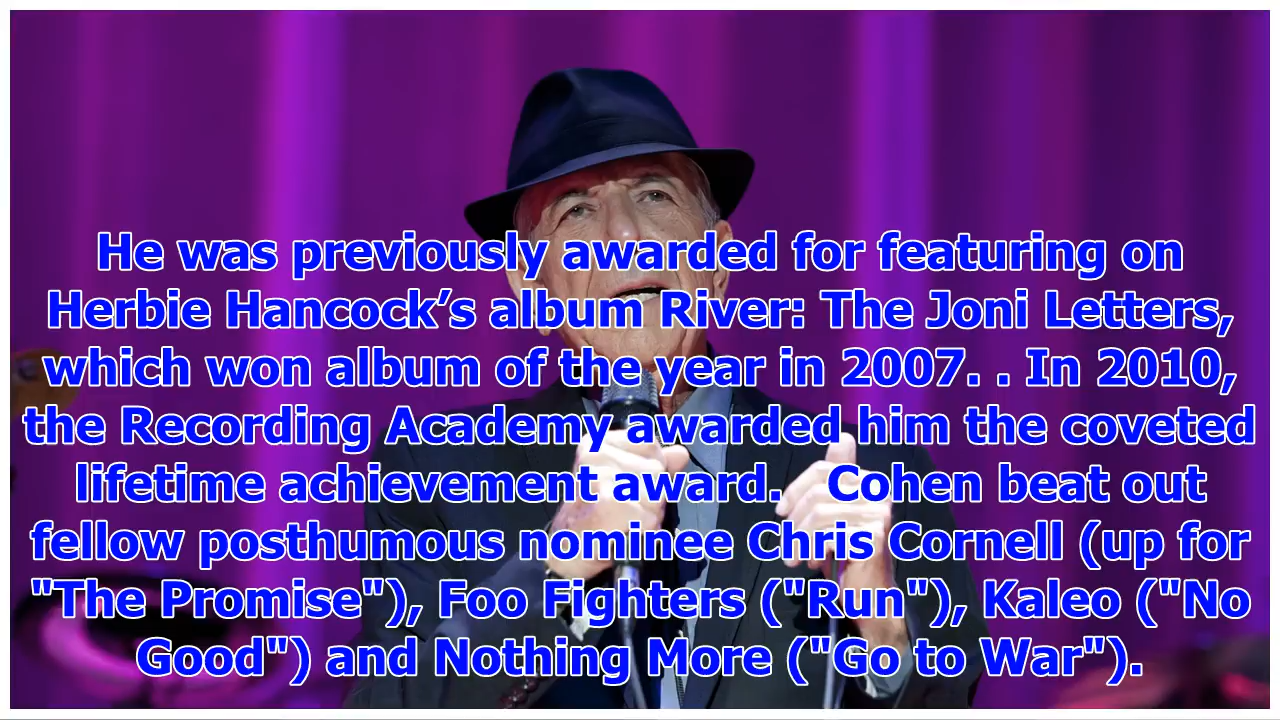 He was previously awarded for featuring on
Herbie Hancock’s album River: The Joni Letters,
which won album of the year in 2007. . In 2010,
the Recording Academy awarded him the coveted
lifetime achievement award.   Cohen beat out
fellow posthumous nominee Chris Cornell (up for
"The Promise"), Foo Fighters ("Run"), Kaleo ("No
Good") and Nothing More ("Go to War").